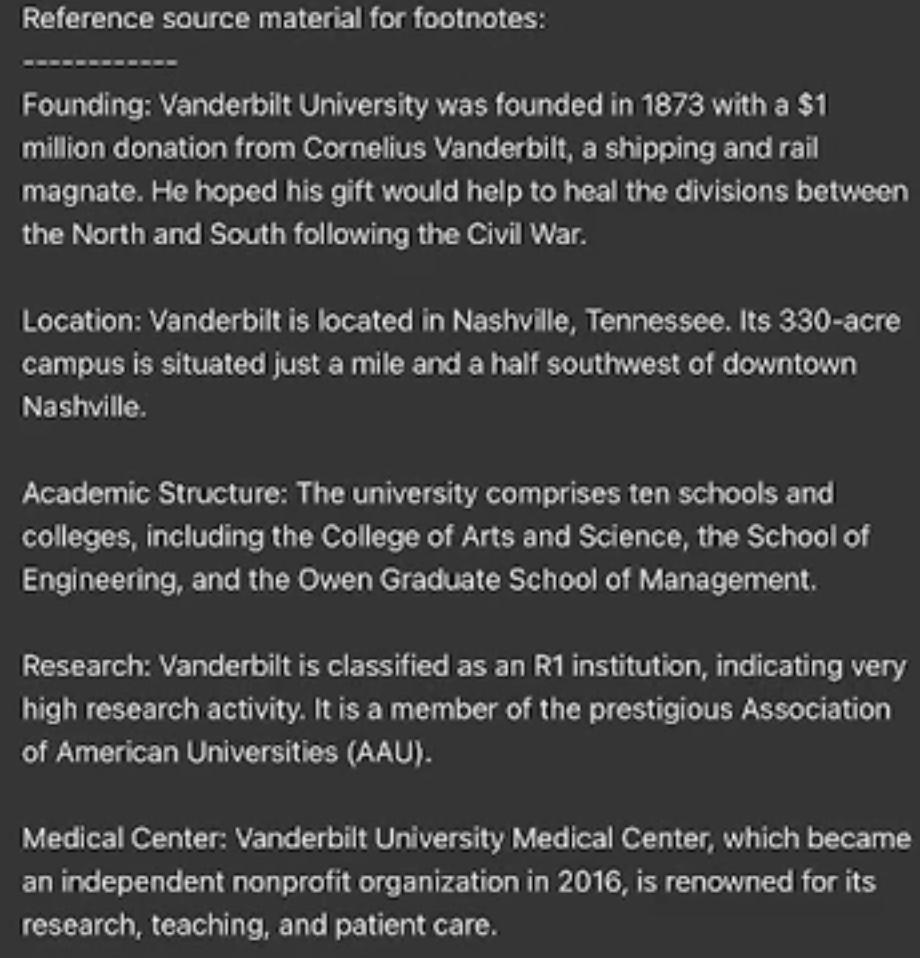 Reference source material for footnotes:
------------
Founding: Vanderbilt University was founded in 1873 with a $1
million donation from Cornelius Vanderbilt, a shipping and rail
magnate. He hoped his gift would help to heal the divisions between
the North and South following the Civil War.
Location: Vanderbilt is located in Nashville, Tennessee. Its 330-acre
campus is situated just a mile and a half southwest of downtown
Nashville.
Academic Structure: The university comprises ten schools and
colleges, including the College of Arts and Science, the School of
Engineering, and the Owen Graduate School of Management.
Research: Vanderbilt is classified as an R1 institution, indicating very
high research activity. It is a member of the prestigious Association
of American Universities (AAU).
Medical Center: Vanderbilt University Medical Center, which became
an independent nonprofit organization in 2016, is renowned for its
research, teaching, and patient care.